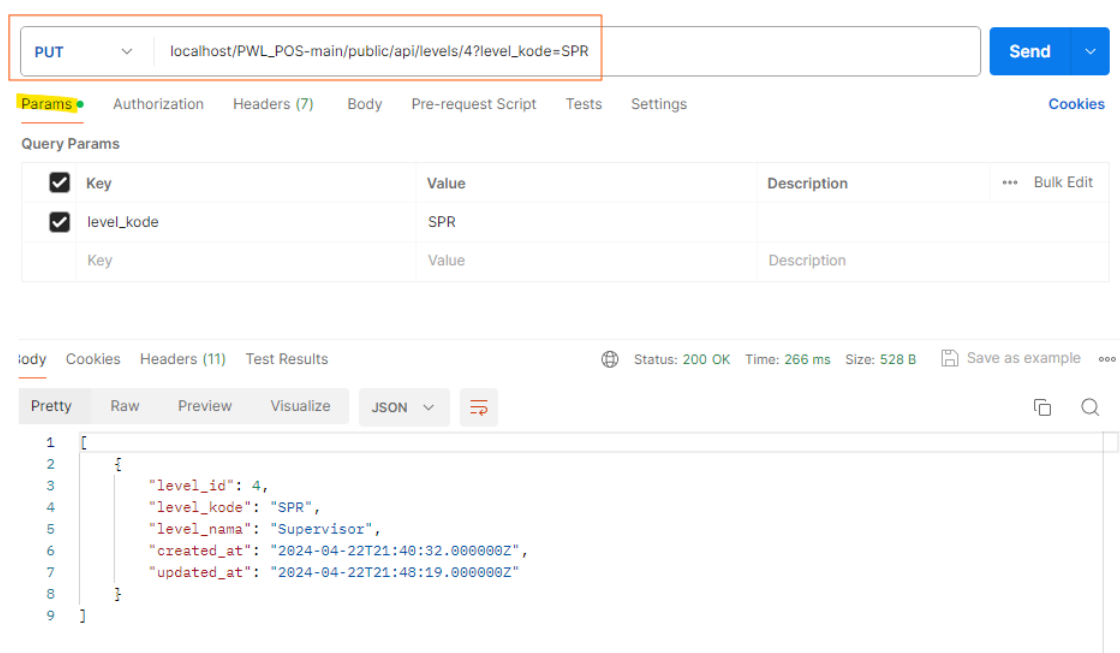 PUT localhost/PWL_POS-main/public/api/levels/4?level_kode=SPR Send
Params Authorization Headers (7) Body Pre-request Script Tests Settings Cookies
Query Params
Key Value Description Bulk Edit
level_kode SPR
Key Value Description
Body Cookies Headers (11) Test Results Status: 200 OK Time: 266 ms Size: 528 B Save as example
Pretty Raw Preview Visualize JSON
1 [
2 {
3 "level_id": 4,
4 "level_kode": "SPR",
5 "level_nama": "Supervisor",
6 "created_at": "2024-04-22T21:40:32.000000Z",
7 "updated_at": "2024-04-22T21:48:19.000000Z"
8 }
9 ]